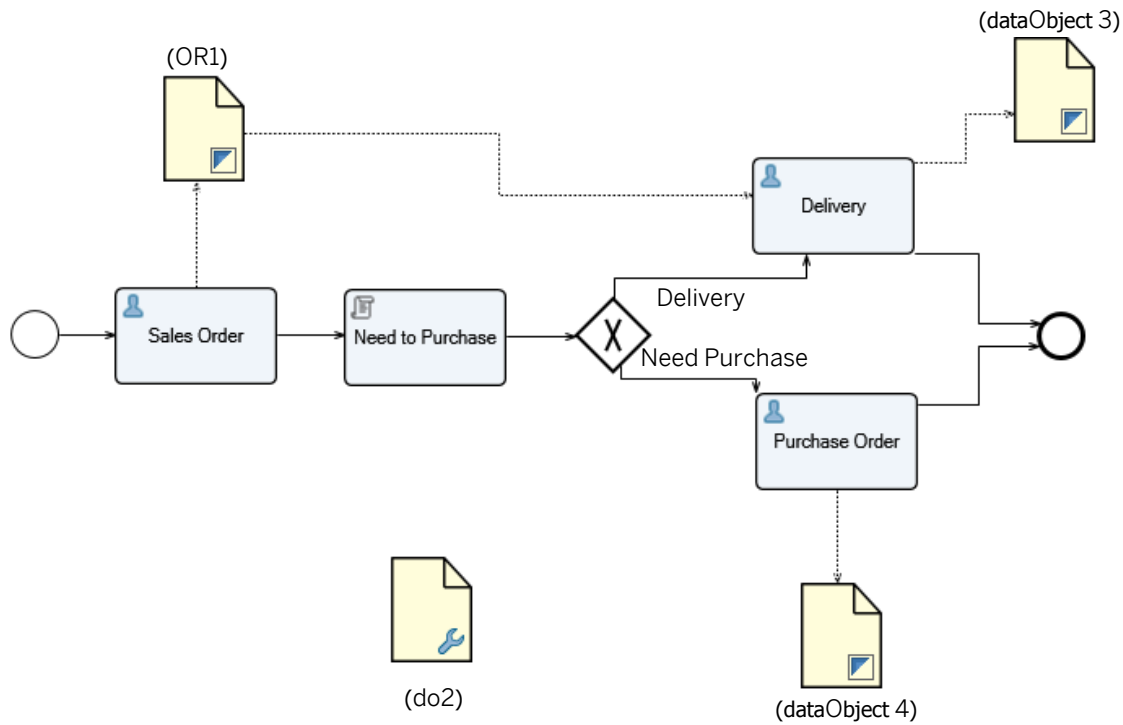 (dataObject 3)
(OR1)
Delivery
Delivery
Sales Order
Need to Purchase
X
Need Purchase
Purchase Order
(do2)
(dataObject 4)